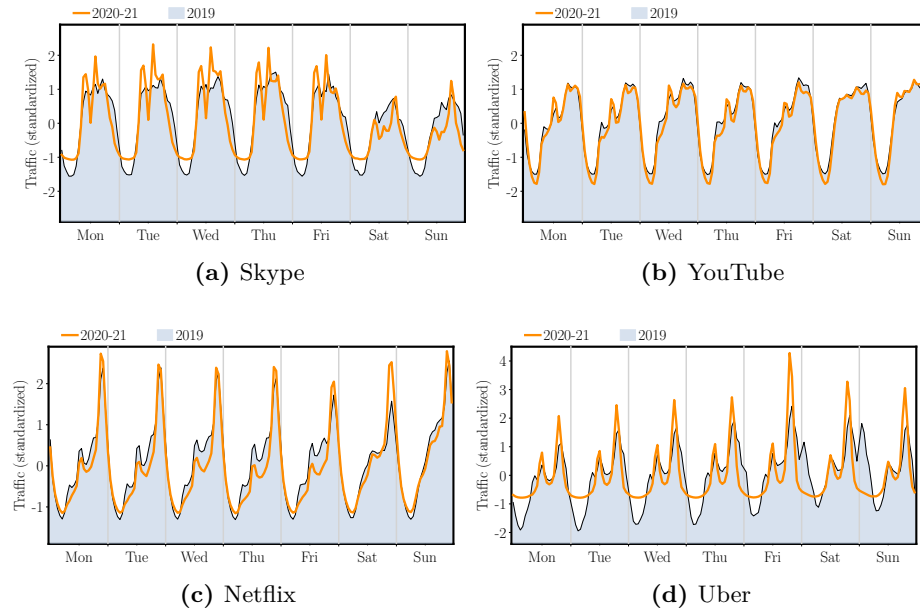 2020-21 2019
Traffic (standardized)
2
1
0
-1
-2
Mon Tue Wed Thu Fri Sat Sun
(a) Skype
2020-21 2019
Traffic (standardized)
2
1
0
-1
-2
Mon Tue Wed Thu Fri Sat Sun
(b) YouTube
2020-21 2019
Traffic (standardized)
2
1
0
-1
Mon Tue Wed Thu Fri Sat Sun
(c) Netflix
2020-21 2019
Traffic (standardized)
4
3
2
1
0
-1
-2
Mon Tue Wed Thu Fri Sat Sun
(d) Uber